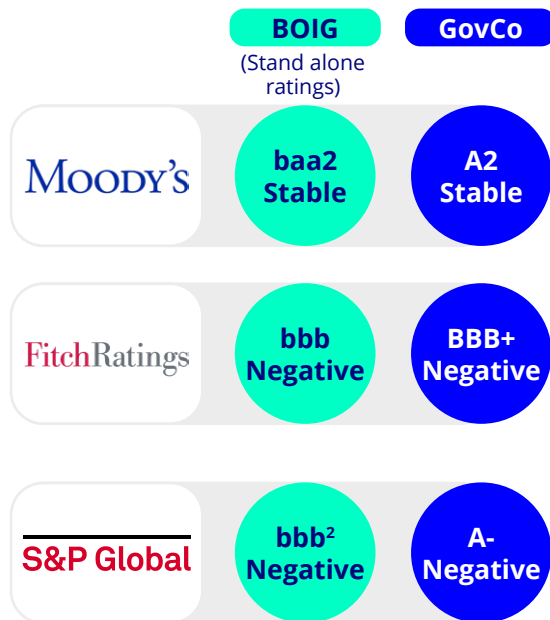 BOIG GovCo
(Stand alone
ratings)
MOODY'S
baa2
Stable
A2
Stable
FitchRatings
bbb
Negative
BBB+
Negative
S&P Global
bbb²
Negative
A-
Negative